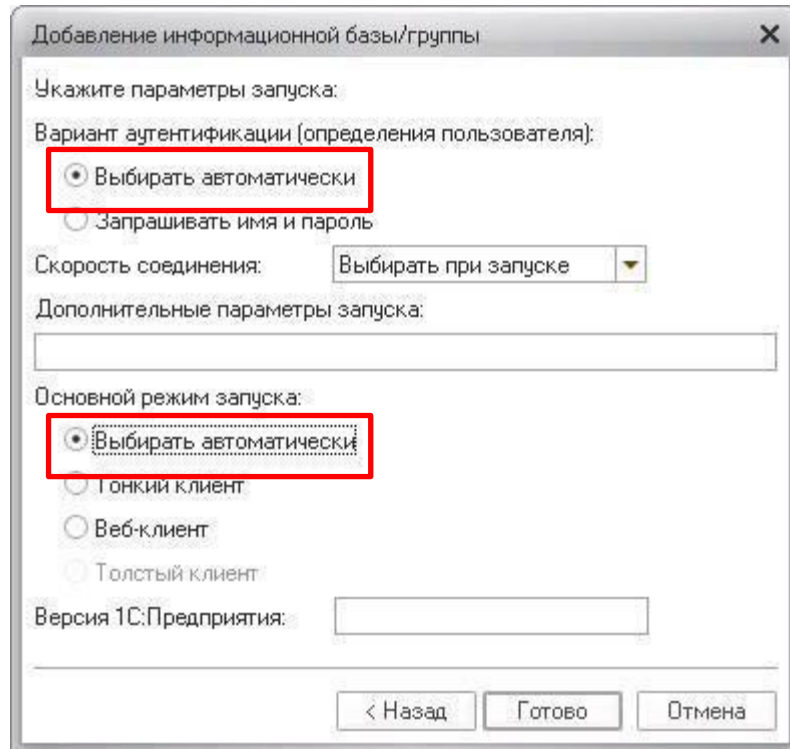 Добавление информационной базы/группы
Укажите параметры запуска:
Вариант аутентификации (определения пользователя):
Выбирать автоматически
Запрашивать имя и пароль
Скорость соединения: Выбирать при запуске
Дополнительные параметры запуска:
Основной режим запуска:
Выбирать автоматически
Тонкий клиент
Веб-клиент
Толстый клиент
Версия 1С:Предприятия:
< Назад Готово Отмена